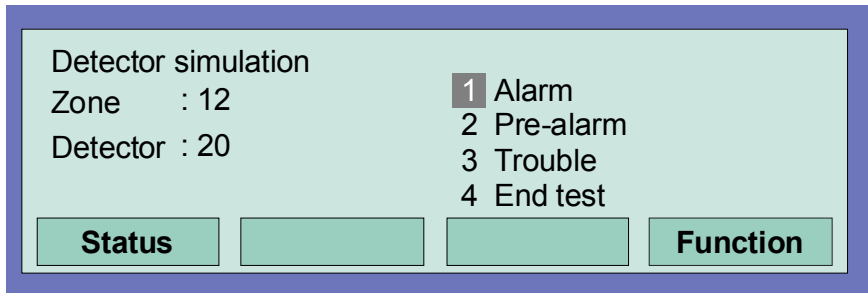 Detector simulation
Zone : 12
Detector : 20
1 Alarm
2 Pre-alarm
3 Trouble
4 End test
Status
Function